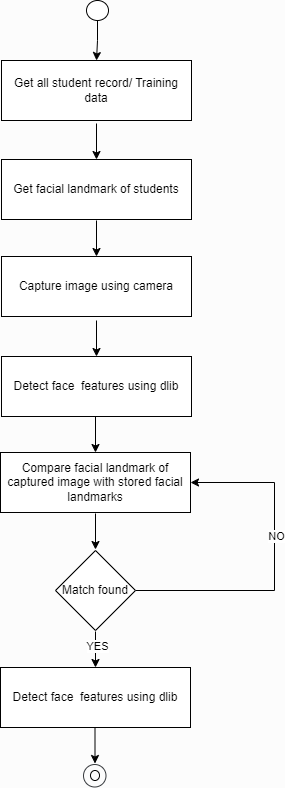 Get all student record/ Training
data
Get facial landmark of students
Capture image using camera
Detect face  features using dlib
Compare facial landmark of
captured image with stored facial
landmarks
NO
Match found
YES
Detect face  features using dlib